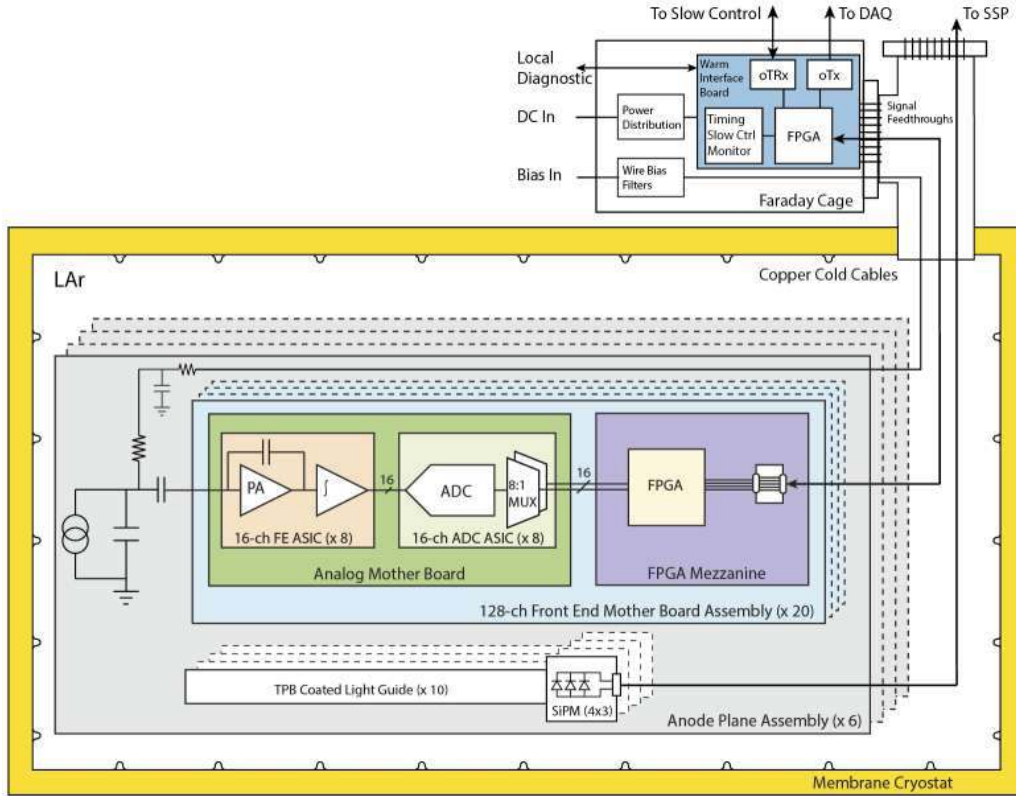 To Slow Control
To DAQ
To SSP
Local
Diagnostic
Warm
Interface
Board
oTRx
oTx
DC In
Power
Distribution
Timing
Slow Ctrl
Monitor
FPGA
Signal
Feedthroughs
Bias In
Wire Bias
Filters
Faraday Cage
LAr
Copper Cold Cables
PA
∫
16
ADC
8:1
MUX
16
FPGA
16-ch FE ASIC (x 8)
16-ch ADC ASIC (x 8)
Analog Mother Board
FPGA Mezzanine
128-ch Front End Mother Board Assembly (x 20)
TPB Coated Light Guide (x 10)
SiPM (4x3)
Anode Plane Assembly (x 6)
Membrane Cryostat